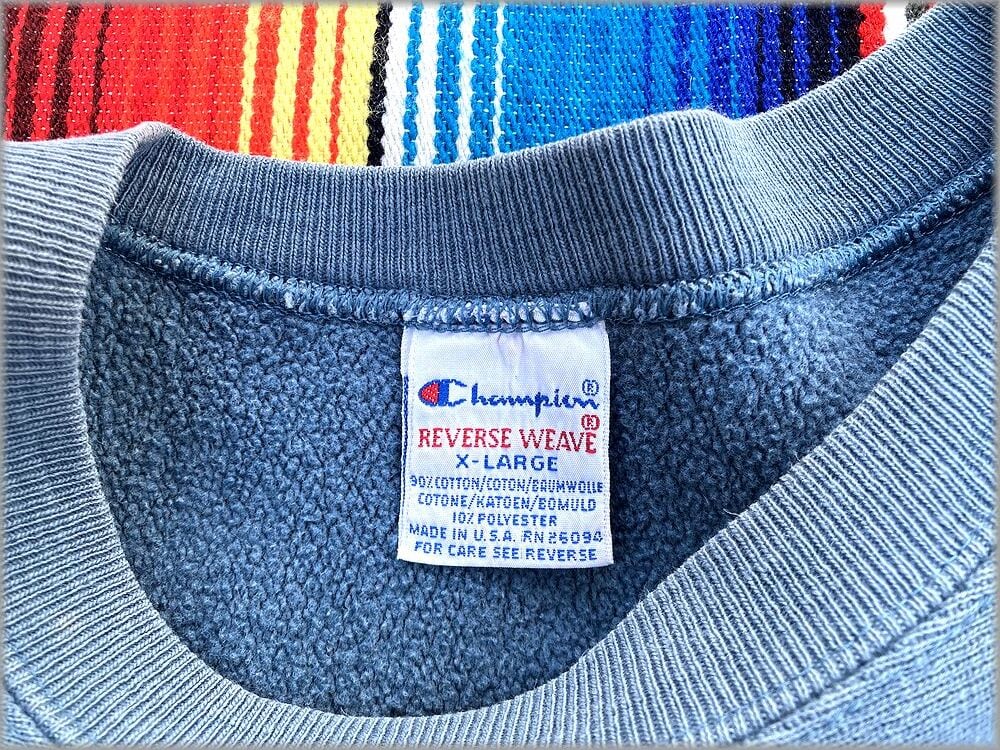 Champion®
REVERSE WEAVE®
X-LARGE
90% COTTON/COTON/BAUMWOLLE
COTONE/KATOEN/BOMULD
10% POLYESTER
MADE IN U.S.A. RN26094
FOR CARE SEE REVERSE